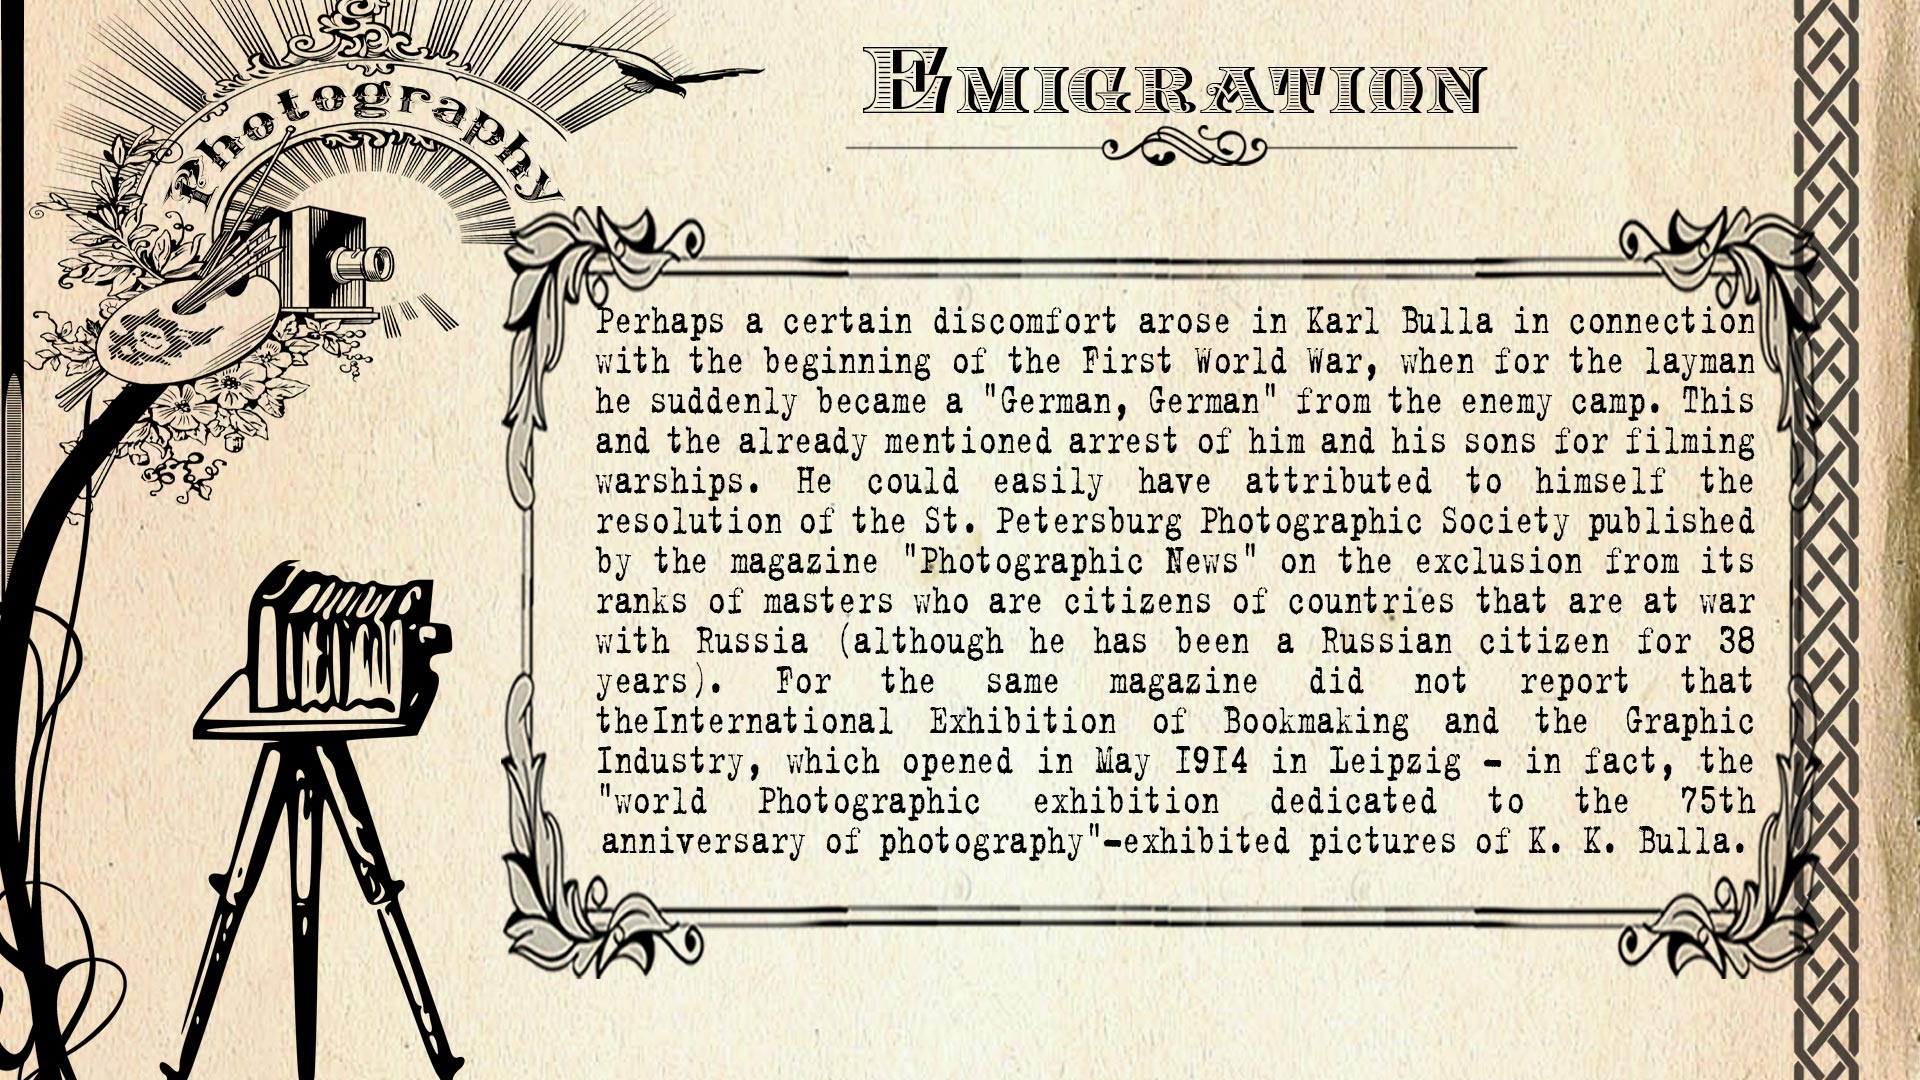 Photography
Emigration
Perhaps a certain discomfort arose in Karl Bulla in connection
with the beginning of the First World War, when for the layman
he suddenly became a "German, German" from the enemy camp. This
and the already mentioned arrest of him and his sons for filming
warships. He could easily have attributed to himself the
resolution of the St. Petersburg Photographic Society published
by the magazine "Photographic News" on the exclusion from its
ranks of masters who are citizens of countries that are at war
with Russia (although he has been a Russian citizen for 38
years). For the same magazine did not report that
theInternational Exhibition of Bookmaking and the Graphic
Industry, which opened in May 1914 in Leipzig - in fact, the
"world Photographic exhibition dedicated to the 75th
anniversary of photography"-exhibited pictures of K. K. Bulla.